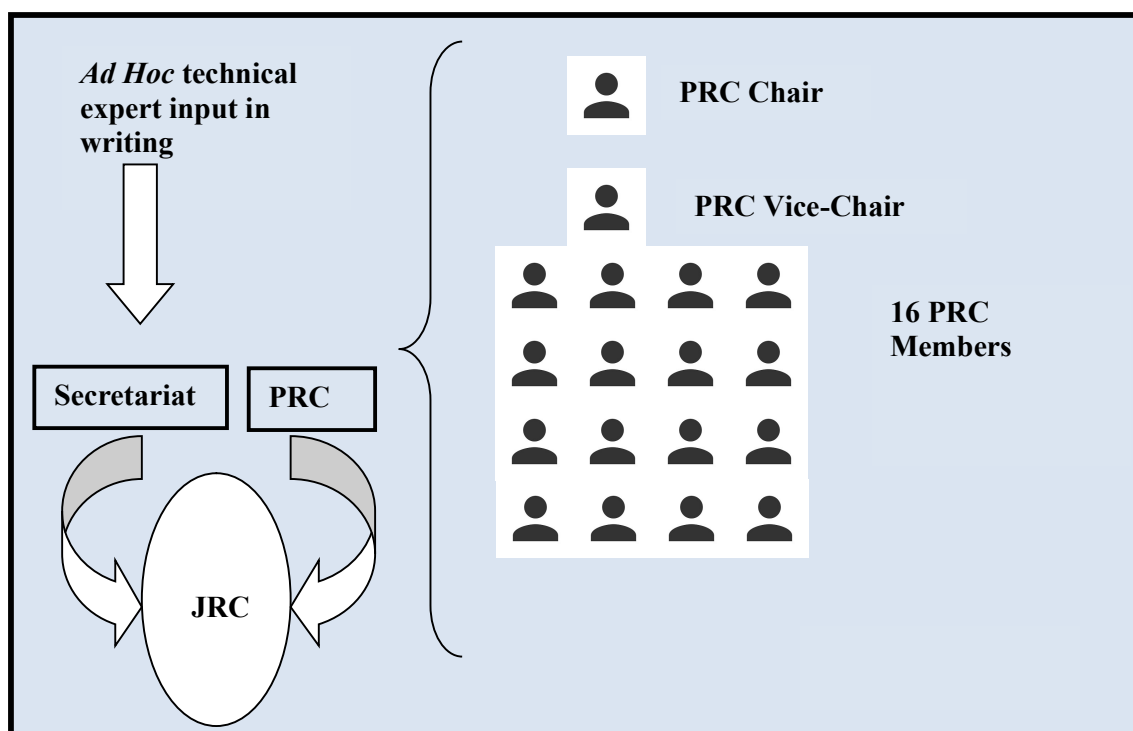 Ad Hoc technical
expert input in
writing
PRC Chair
PRC Vice-Chair
16 PRC
Members
Secretariat
PRC
JRC